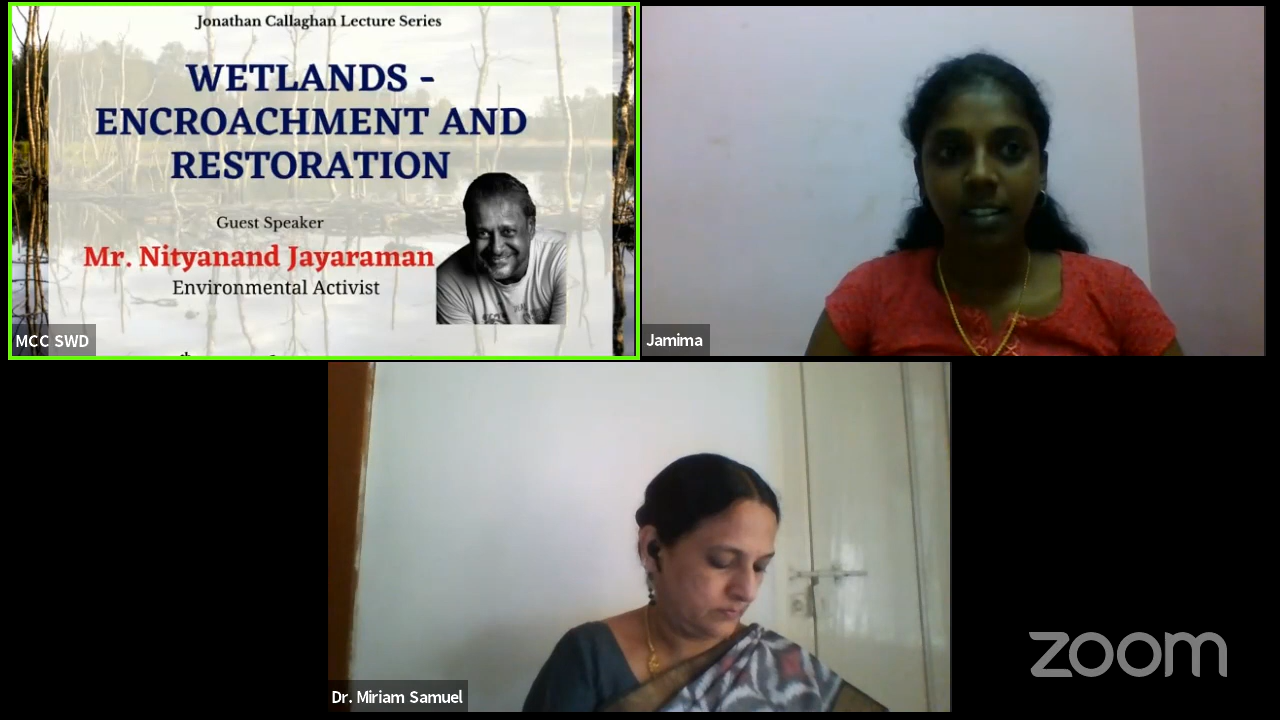 Jonathan Callaghan Lecture Series
WETLANDS -
ENCROACHMENT AND
RESTORATION
Guest Speaker
Mr. Nityanand Jayaraman
Environmental Activist
MCC SWD
Jamima
Dr. Miriam Samuel
zoom